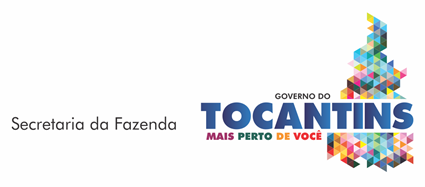 Secretaria da Fazenda
GOVERNO DO
TOCANTINS
MAIS PERTO DE VOCÊ